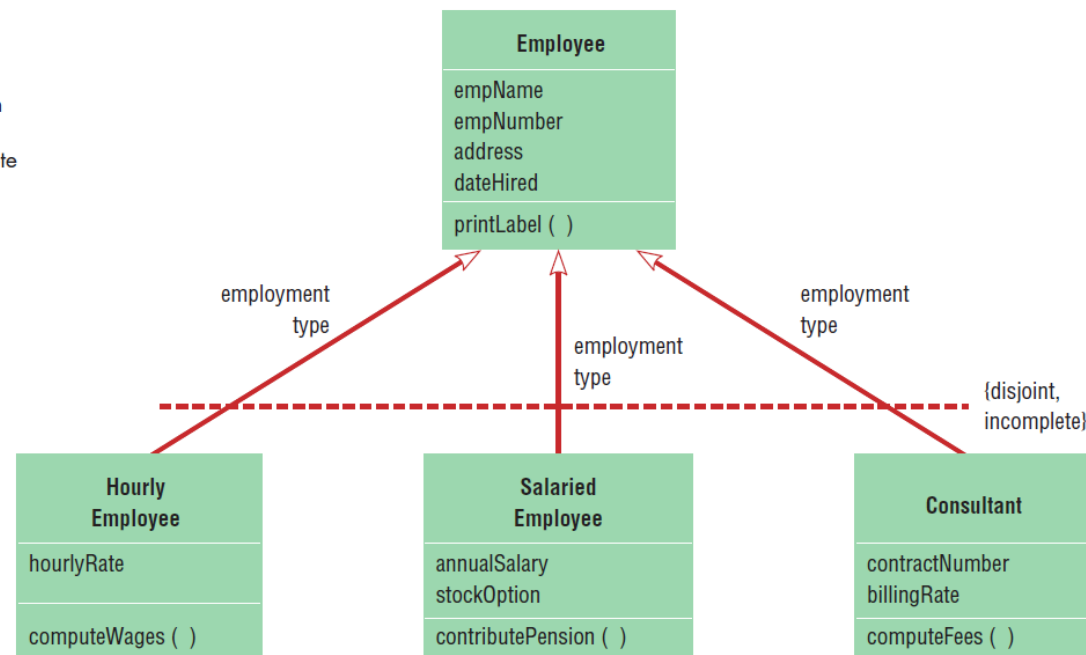 Employee
empName
empNumber
address
dateHired
printLabel ( )
te
employment
type
employment
type
employment
type
{disjoint,
incomplete}
Hourly
Employee
hourlyRate
computeWages ( )
Salaried
Employee
annualSalary
stockOption
contributePension ( )
Consultant
contractNumber
billingRate
computeFees ( )